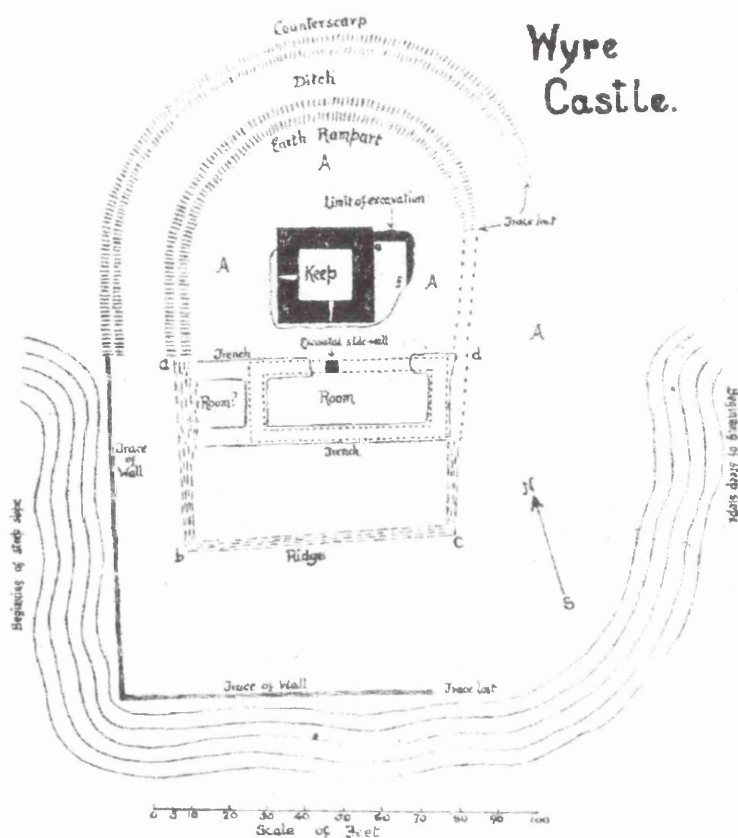 Wyre
Castle.
Counterscarp
Ditch
Earth Rampart
A
Limit of excavation
Trace lost
a
Keep
A
A
A
Excavated side-wall
a
Trench
d
Room?
Room
Trace
of
Wall
Trench
N
S
b
Ridge
c
Beginning of steep slope
Beginning of steep slope
Trace of Wall
Trace lost
0 5 10 20 30 40 50 60 70 80 90 100
Scale of Feet